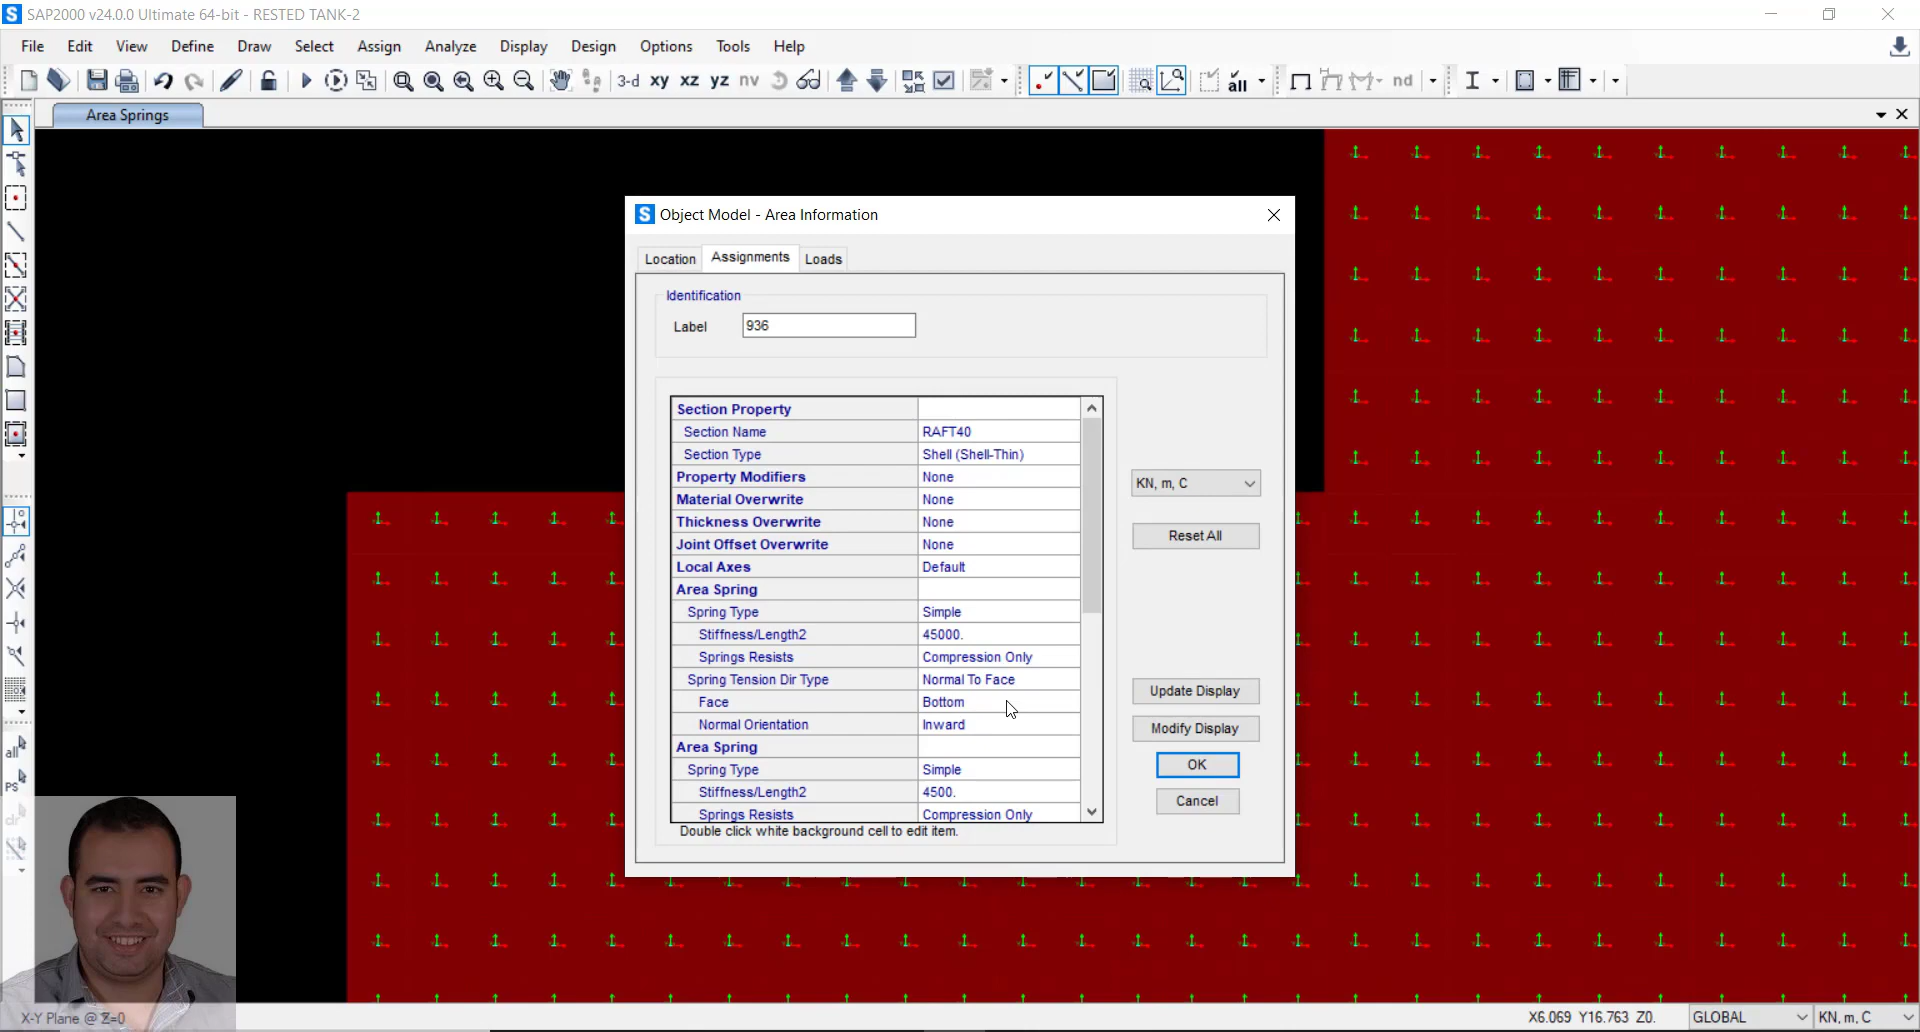 SAP2000 v24.0.0 Ultimate 64-bit - RESTED TANK-2
File Edit View Define Draw Select Assign Analyze Display Design Options Tools Help
3-d xy xz yz nv all nd
Area Springs
Object Model - Area Information
Location Assignments Loads
Identification
Label 936
Section Property
Section Name RAFT40
Section Type Shell (Shell-Thin)
Property Modifiers None
Material Overwrite None
Thickness Overwrite None
Joint Offset Overwrite None
Local Axes Default
Area Spring
Spring Type Simple
Stiffness/Length2 45000.
Springs Resists Compression Only
Spring Tension Dir Type Normal To Face
Face Bottom
Normal Orientation Inward
Area Spring
Spring Type Simple
Stiffness/Length2 4500.
Springs Resists Compression Only
Double click white background cell to edit item.
KN, m, C
Reset All
Update Display
Modify Display
OK
Cancel
all
PS
X-Y Plane @ Z=0
X6.069 Y16.763 Z0.
GLOBAL
KN, m, C